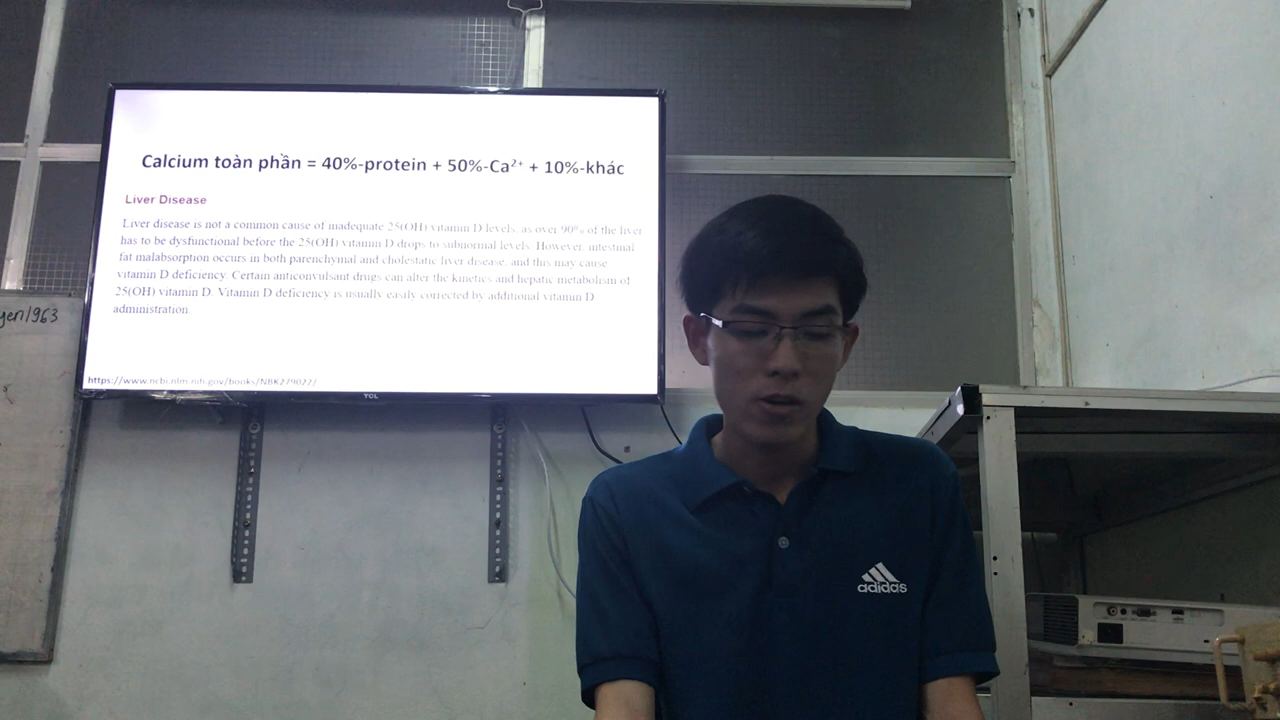 Calcium toàn phần = 40%-protein + 50%-Ca²⁺ + 10%-khác
Liver Disease
Liver disease is not a common cause of inadequate 25(OH) vitamin D levels, as over 90% of the liver
has to be dysfunctional before the 25(OH) vitamin D drops to subnormal levels. However, intestinal
fat malabsorption occurs in both parenchymal and cholestatic liver disease, and this may cause
vitamin D deficiency. Certain anticonvulsant drugs can alter the kinetics and hepatic metabolism of
25(OH) vitamin D. Vitamin D deficiency is usually easily corrected by additional vitamin D
administration.
https://www.ncbi.nlm.nih.gov/books/NBK279022/
TCL
yen1963
adidas